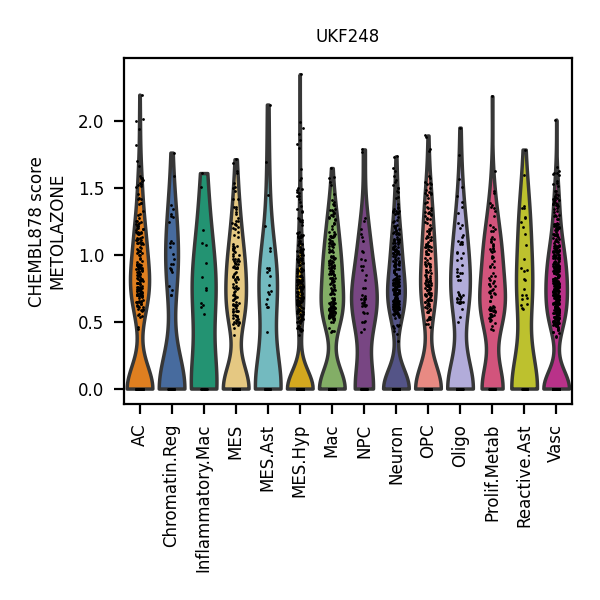 UKF248
CHEMBL878 score
METOLAZONE
2.0
1.5
1.0
0.5
0.0
AC
Chromatin.Reg
Inflammatory.Mac
MES
MES.Ast
MES.Hyp
Mac
NPC
Neuron
OPC
Oligo
Prolif.Metab
Reactive.Ast
Vasc